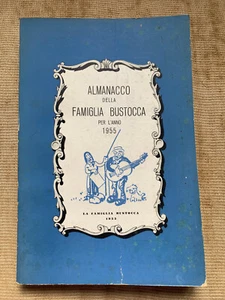 ALMANACCO
DELLA
FAMIGLIA BUSTOCCA
PER L'ANNO
1955
LA FAMIGLIA BUSTOCCA